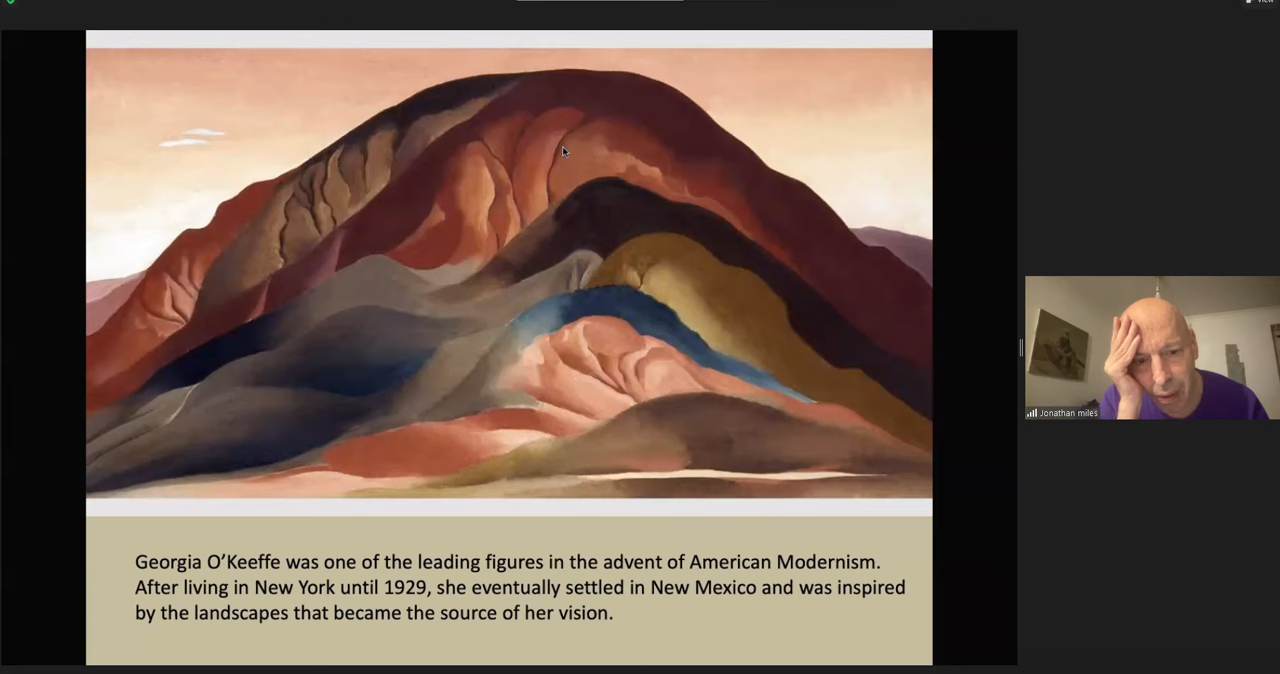 View
Georgia O’Keeffe was one of the leading figures in the advent of American Modernism.
After living in New York until 1929, she eventually settled in New Mexico and was inspired
by the landscapes that became the source of her vision.
Jonathan miles